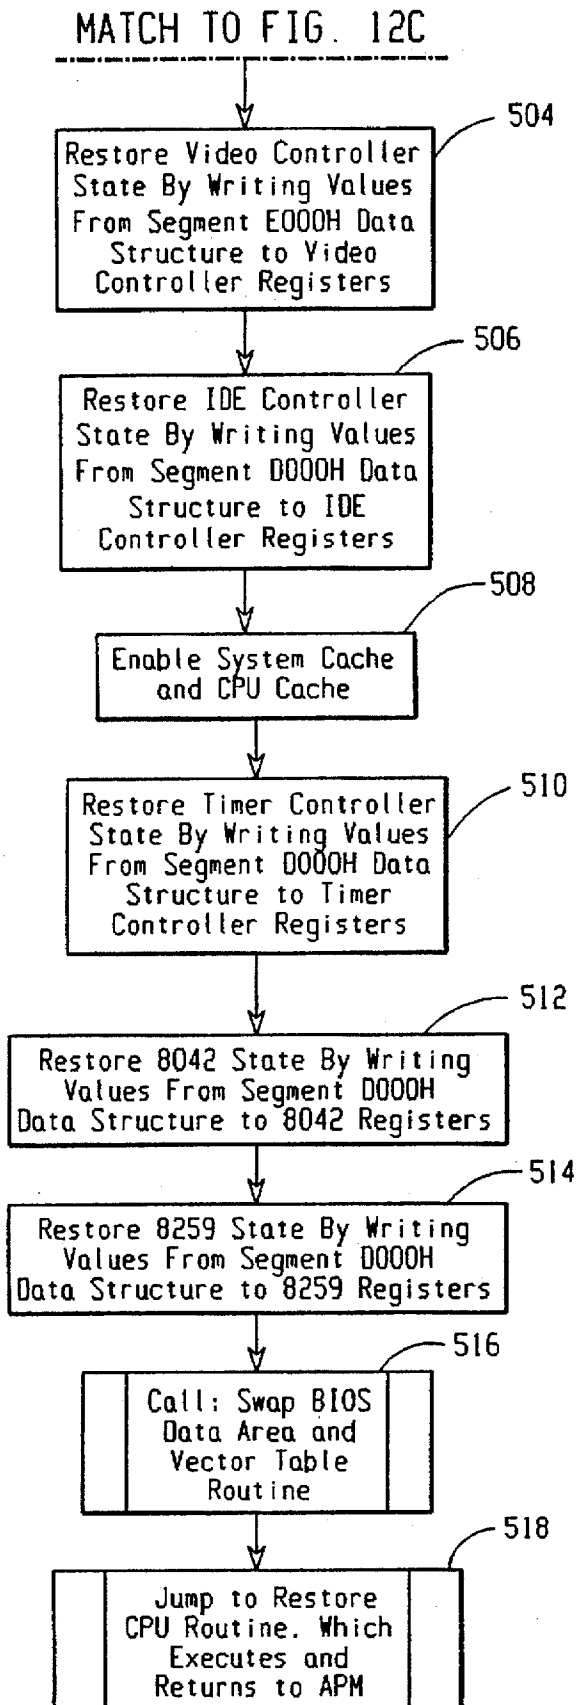 MATCH TO FIG. 12C
504
Restore Video Controller
State By Writing Values
From Segment E000H Data
Structure to Video
Controller Registers
506
Restore IDE Controller
State By Writing Values
From Segment D000H Data
Structure to IDE
Controller Registers
508
Enable System Cache
and CPU Cache
510
Restore Timer Controller
State By Writing Values
From Segment D000H Data
Structure to Timer
Controller Registers
512
Restore 8042 State By Writing
Values From Segment D000H
Data Structure to 8042 Registers
514
Restore 8259 State By Writing
Values From Segment D000H
Data Structure to 8259 Registers
516
Call: Swap BIOS
Data Area and
Vector Table
Routine
518
Jump to Restore
CPU Routine. Which
Executes and
Returns to APM